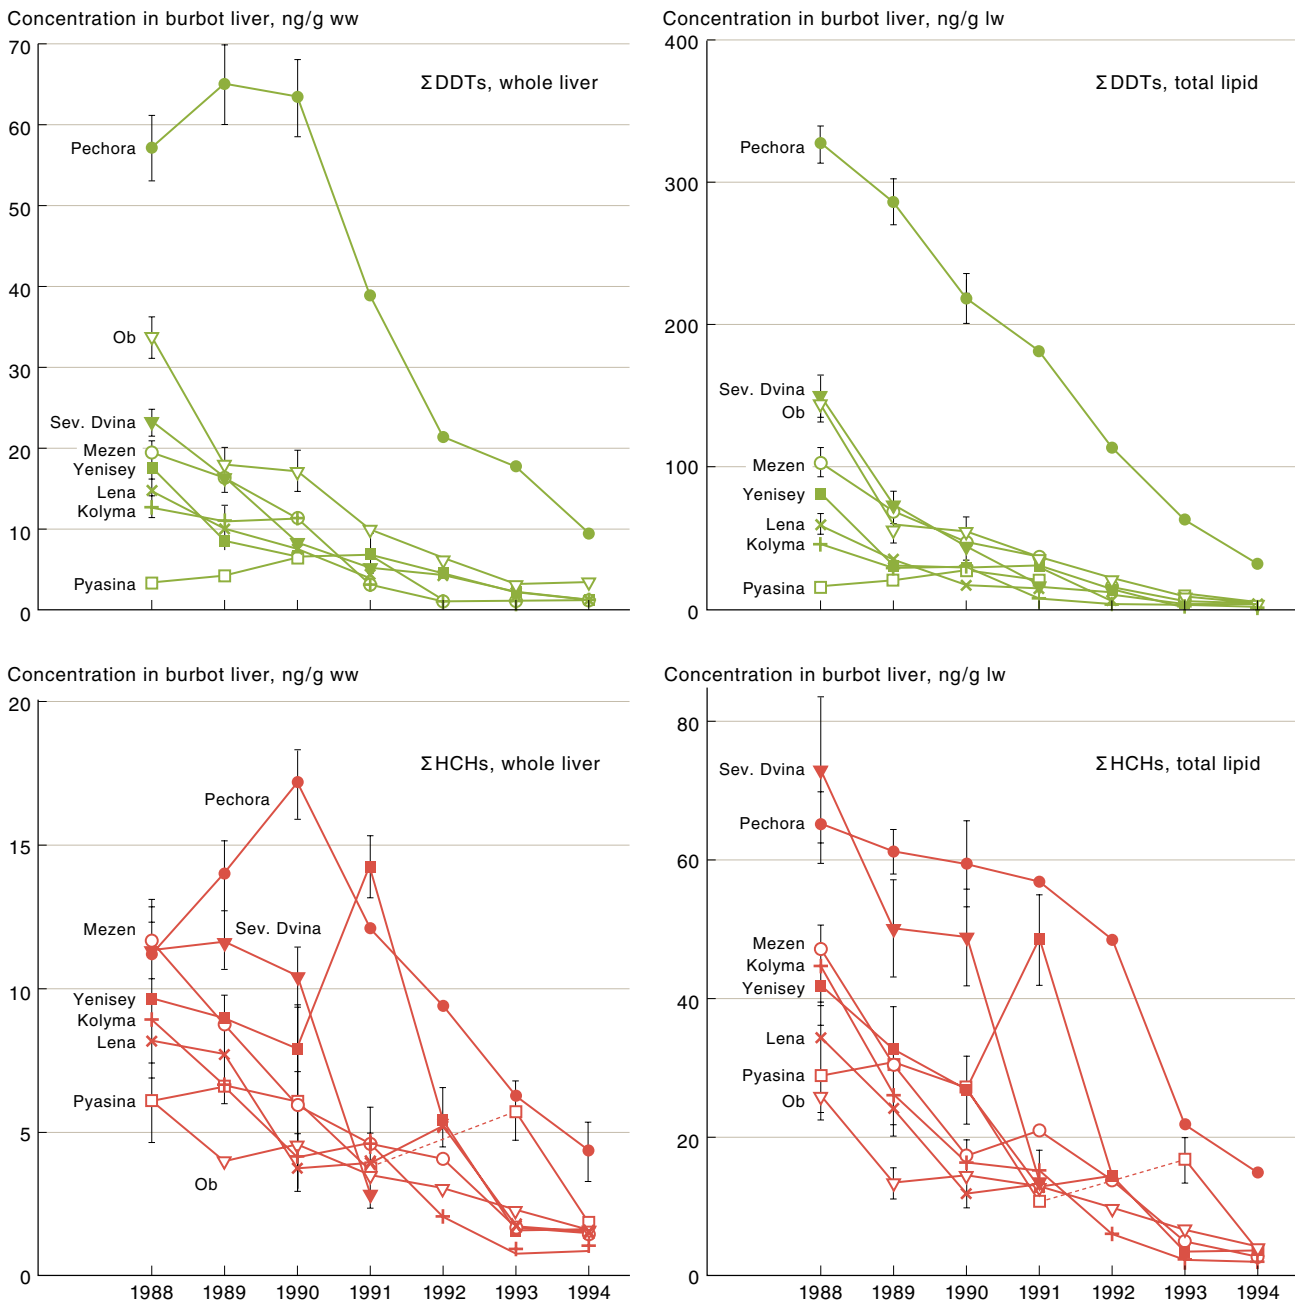 Concentration in burbot liver, ng/g ww
70
60
50
40
30
20
10
0
ΣDDTs, whole liver
Pechora
Ob
Sev. Dvina
Mezen
Yenisey
Lena
Kolyma
Pyasina
Concentration in burbot liver, ng/g lw
400
300
200
100
0
ΣDDTs, total lipid
Pechora
Sev. Dvina
Ob
Mezen
Yenisey
Lena
Kolyma
Pyasina
Concentration in burbot liver, ng/g ww
20
15
10
5
0
ΣHCHs, whole liver
Pechora
Mezen
Sev. Dvina
Yenisey
Kolyma
Lena
Pyasina
Ob
1988 1989 1990 1991 1992 1993 1994
Concentration in burbot liver, ng/g lw
80
60
40
20
0
ΣHCHs, total lipid
Sev. Dvina
Pechora
Mezen
Kolyma
Yenisey
Lena
Pyasina
Ob
1988 1989 1990 1991 1992 1993 1994